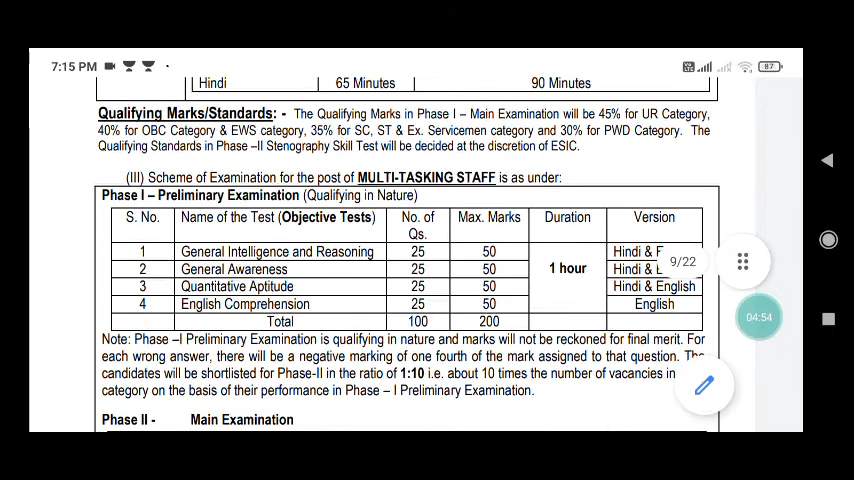 7:15 PM
87
Hindi 65 Minutes 90 Minutes
Qualifying Marks/Standards: - The Qualifying Marks in Phase I – Main Examination will be 45% for UR Category,
40% for OBC Category & EWS category, 35% for SC, ST & Ex. Servicemen category and 30% for PWD Category. The
Qualifying Standards in Phase –II Stenography Skill Test will be decided at the discretion of ESIC.
(III) Scheme of Examination for the post of MULTI-TASKING STAFF is as under:
Phase I – Preliminary Examination (Qualifying in Nature)
S. No. Name of the Test (Objective Tests) No. of Qs. Max. Marks Duration Version
1 General Intelligence and Reasoning 25 50 1 hour Hindi &
2 General Awareness 25 50 Hindi &
3 Quantitative Aptitude 25 50 Hindi & English
4 English Comprehension 25 50 English
Total 100 200
9/22
04:54
Note: Phase –I Preliminary Examination is qualifying in nature and marks will not be reckoned for final merit. For
each wrong answer, there will be a negative marking of one fourth of the mark assigned to that question. The
candidates will be shortlisted for Phase-II in the ratio of 1:10 i.e. about 10 times the number of vacancies in
category on the basis of their performance in Phase – I Preliminary Examination.
Phase II - Main Examination